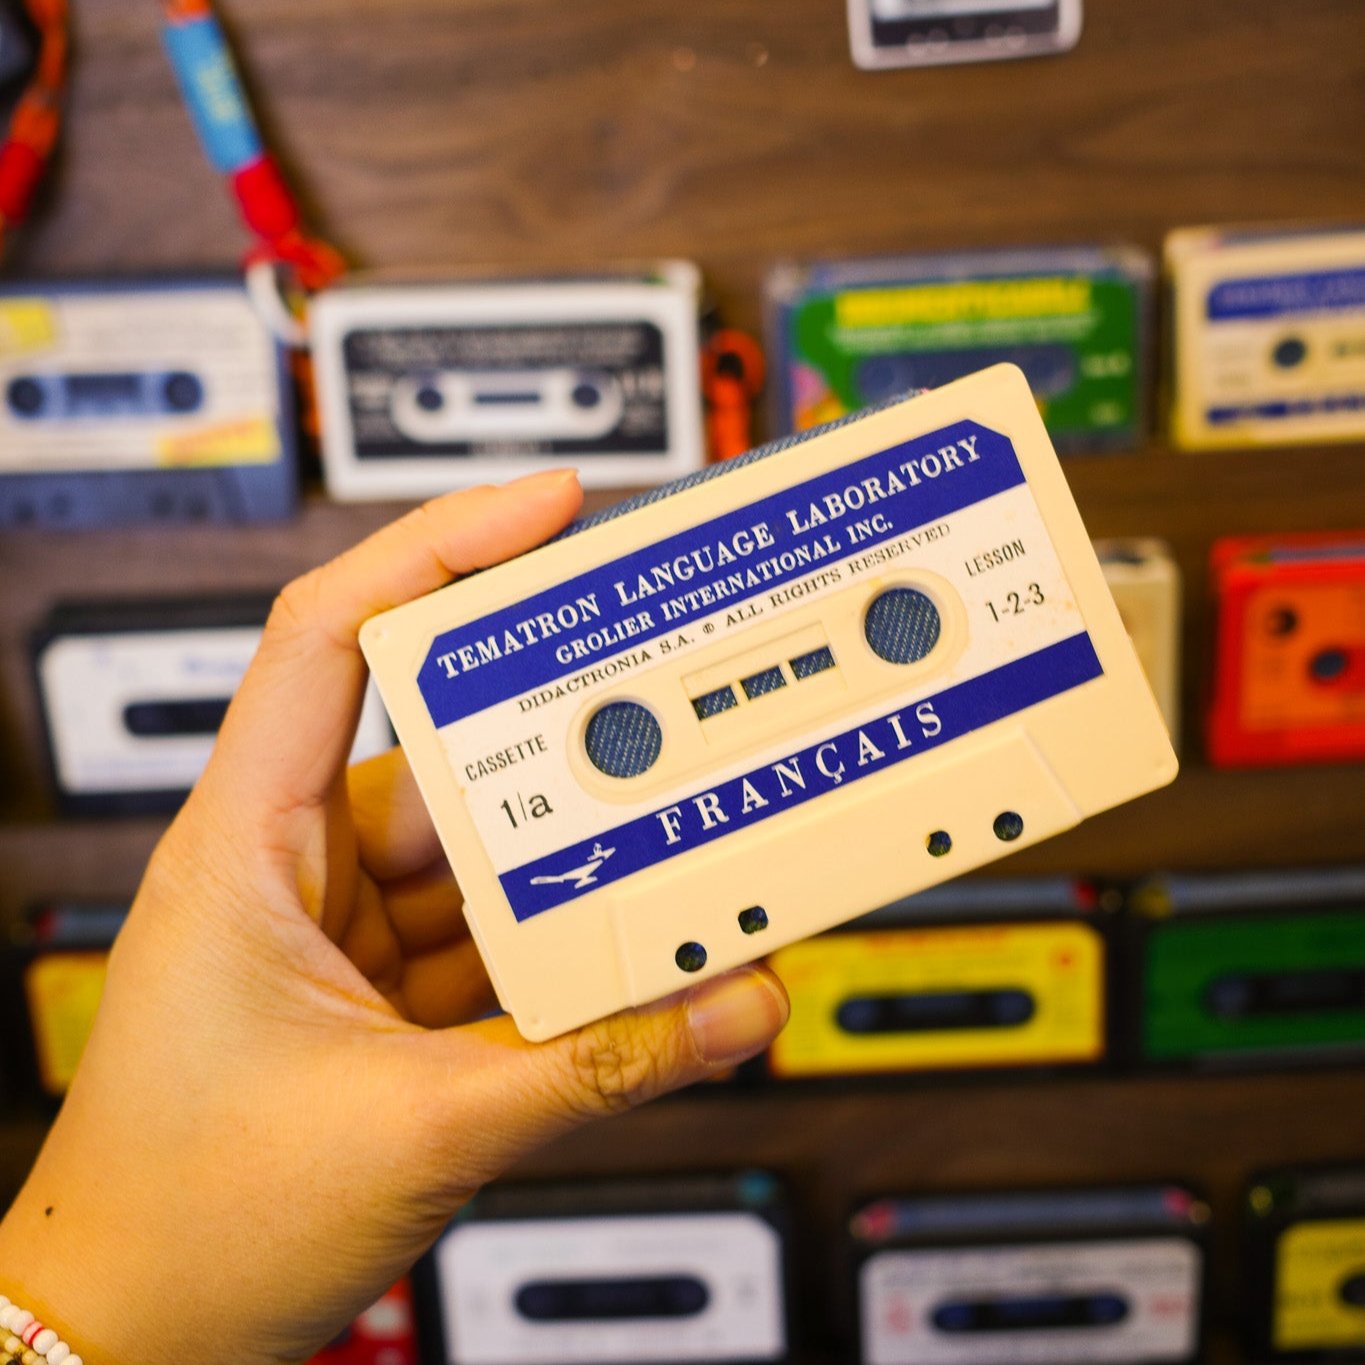 TEMATRON LANGUAGE LABORATORY
GROLIER INTERNATIONAL INC.
DIDACTRONIA S.A. ® ALL RIGHTS RESERVED
CASSETTE
1/a
LESSON
1-2-3
FRANÇAIS